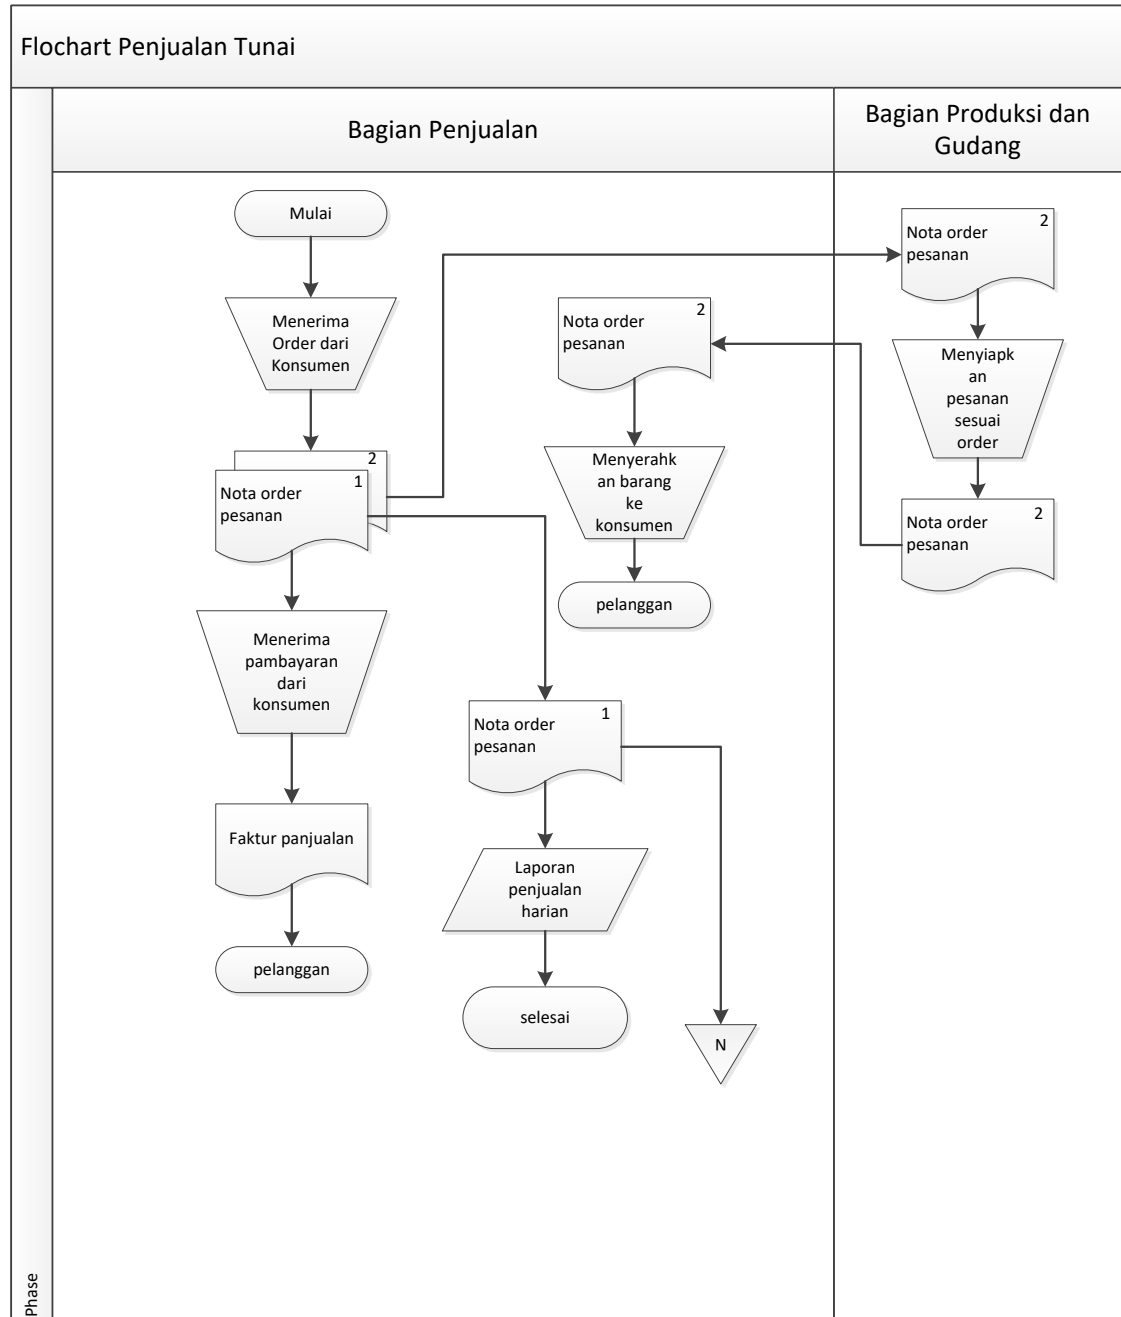 Flochart Penjualan Tunai
Bagian Penjualan
Bagian Produksi dan
Gudang
Mulai
Menerima
Order dari
Konsumen
2
1
Nota order
pesanan
Menerima
pambayaran
dari
konsumen
Faktur panjualan
pelanggan
2
Nota order
pesanan
Menyerahk
an barang
ke
konsumen
pelanggan
1
Nota order
pesanan
Laporan
penjualan
harian
selesai
N
2
Nota order
pesanan
Menyiapk
an
pesanan
sesuai
order
2
Nota order
pesanan
Phase